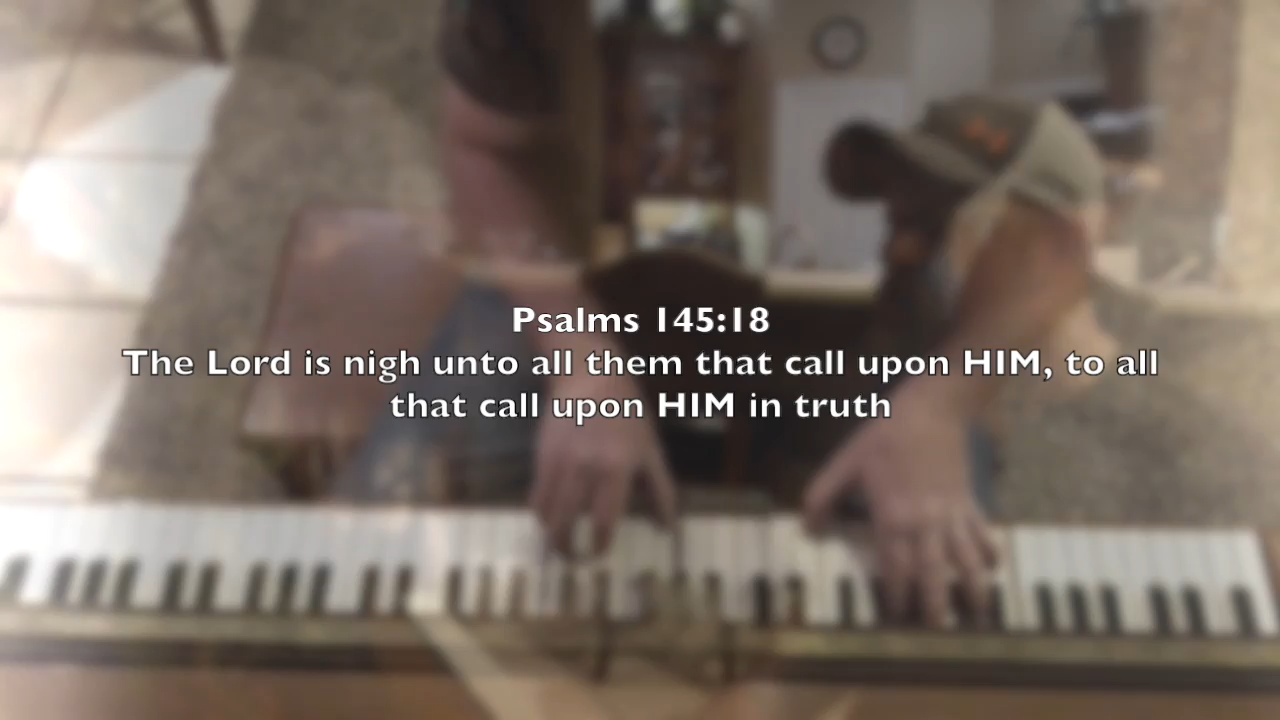 Psalms 145:18
The Lord is nigh unto all them that call upon HIM, to all
that call upon HIM in truth